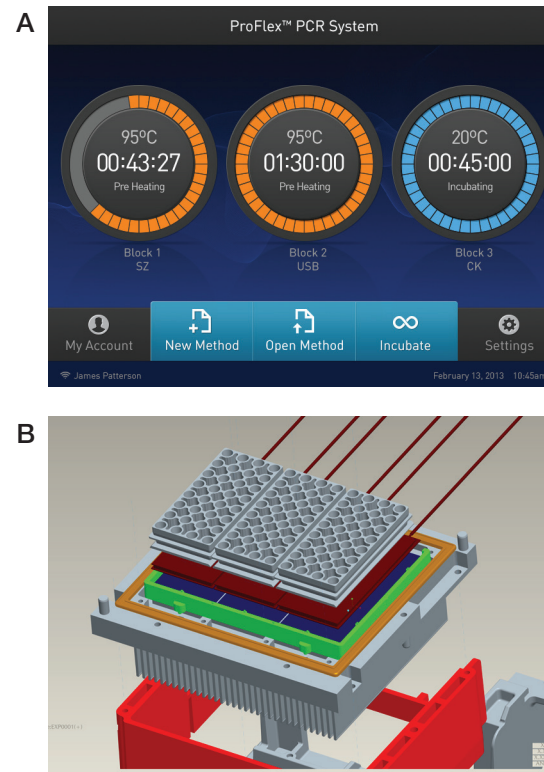 A
ProFlex™ PCR System
95ºC
00:43:27
Pre Heating
Block 1
SZ
95ºC
01:30:00
Pre Heating
Block 2
USB
20ºC
00:45:00
Incubating
Block 3
CK
My Account
New Method
Open Method
Incubate
Settings
James Patterson
February 13, 2013 10:45am
B